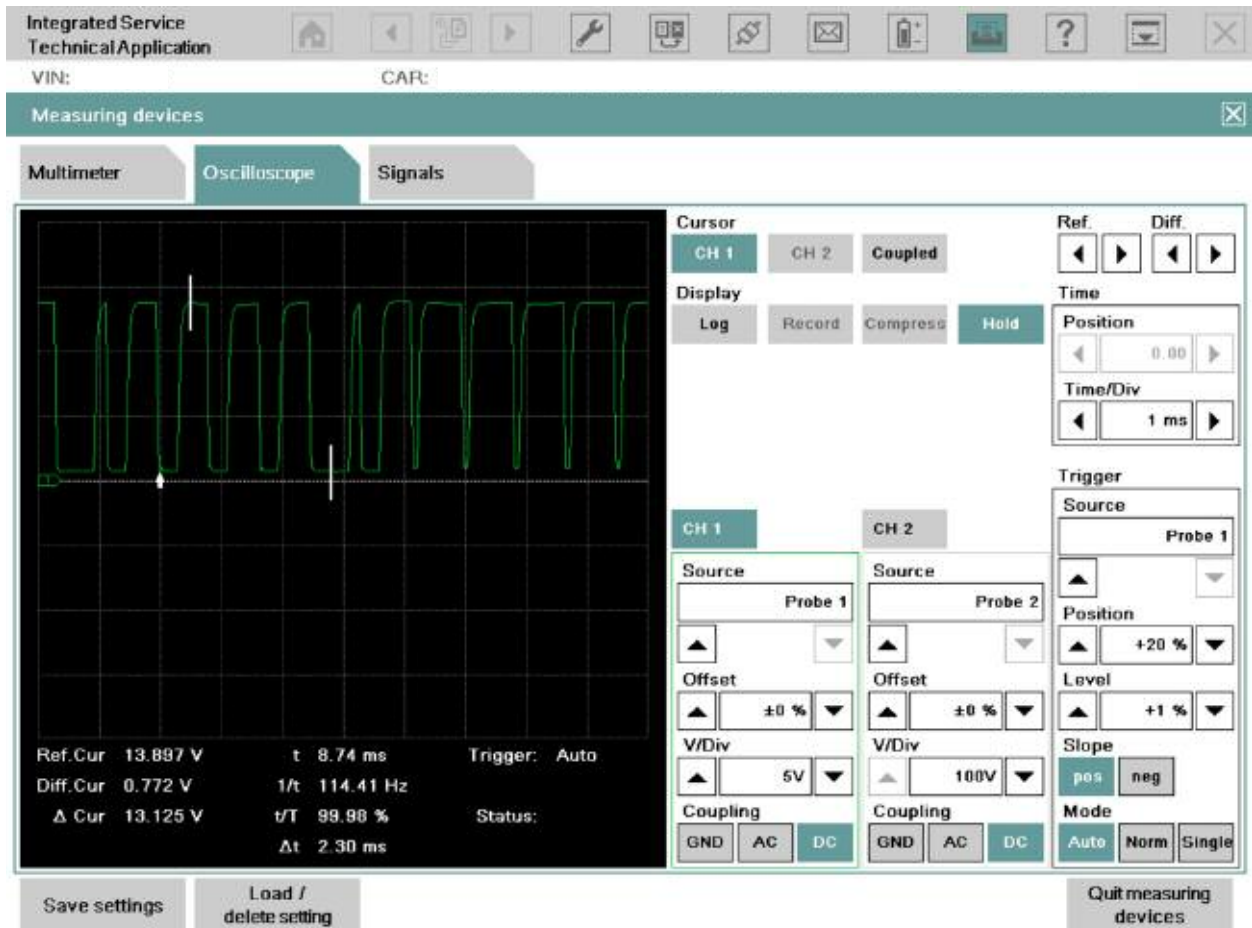 Integrated Service
Technical Application
?
VIN:
CAR:
Measuring devices
Multimeter
Oscilloscope
Signals
Cursor
CH 1
CH 2
Coupled
Ref.
Diff.
Display
Log
Record
Compress
Hold
Time
Position
0.00
Time/Div
1 ms
1
CH 1
Source
Probe 1
Offset
±0 %
V/Div
5V
Coupling
GND
AC
DC
CH 2
Source
Probe 2
Offset
±0 %
V/Div
100V
Coupling
GND
AC
DC
Trigger
Source
Probe 1
Position
+20 %
Level
+1 %
Slope
pos
neg
Mode
Auto
Norm
Single
Ref.Cur 13.897 V t 8.74 ms Trigger: Auto
Diff.Cur 0.772 V 1/t 114.41 Hz
Δ Cur 13.125 V t/T 99.98 % Status:
Δt 2.30 ms
Save settings
Load /
delete setting
Quit measuring
devices